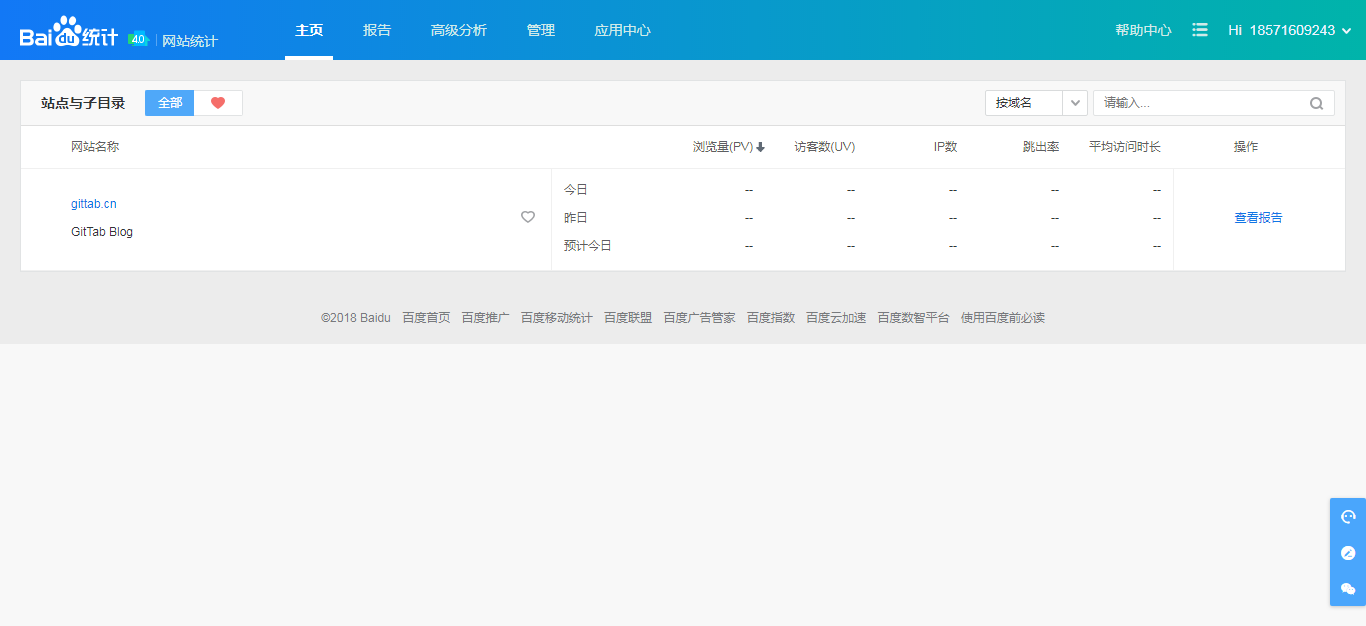 Bai du 统计 4.0 网站统计 主页 报告 高级分析 管理 应用中心 帮助中心 Hi 18571609243
站点与子目录 全部 按域名 请输入...
网站名称 浏览量(PV) 访客数(UV) IP数 跳出率 平均访问时长 操作
gittab.cn
GitTab Blog
今日 -- -- -- -- --
昨日 -- -- -- -- --
预计今日 -- -- -- -- --
查看报告
©2018 Baidu 百度首页 百度推广 百度移动统计 百度联盟 百度广告管家 百度指数 百度云加速 百度数智平台 使用百度前必读